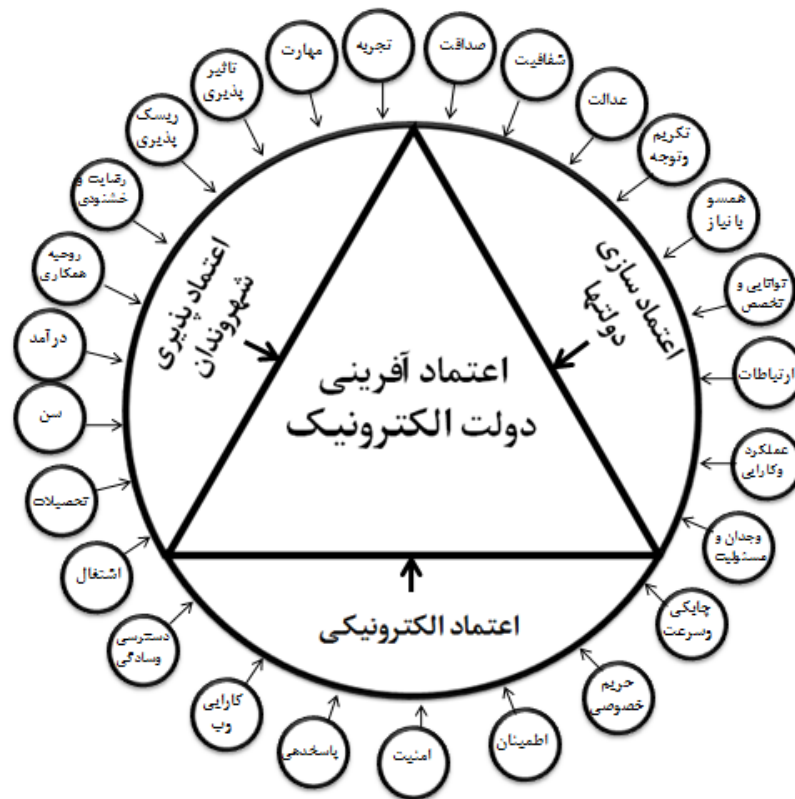 صداقت
شفافیت
عدالت
تکریم
وتوجه
همسو
با نیاز
توانایی و
تخصص
ارتباطات
عملکرد
وکارایی
وجدان و
مسئولیت
چابکی
وسرعت
حریم
خصوصی
اطمینان
امنیت
پاسخدهی
کارایی
وب
دسترسی
وسادگی
اشتغال
تحصیلات
سن
درآمد
روحیه
همکاری
رضایت و
خشنودی
ریسک
پذیری
تاثیر
پذیری
مهارت
تجربه
اعتماد سازی
دولتها
اعتماد پذیری
شهروندان
اعتماد آفرینی
دولت الکترونیک
اعتماد الکترونیکی